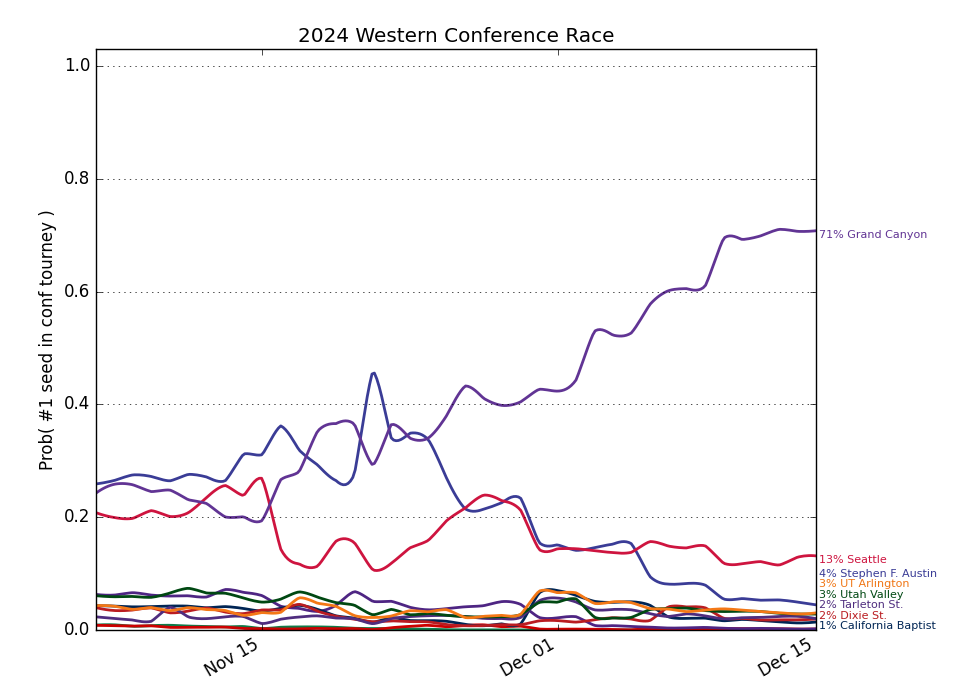 2024 Western Conference Race
Prob( #1 seed in conf tourney )
1.0
0.8
0.6
0.4
0.2
0.0
Nov 15
Dec 01
Dec 15
71% Grand Canyon
13% Seattle
4% Stephen F. Austin
3% UT Arlington
3% Utah Valley
2% Tarleton St.
2% Dixie St.
1% California Baptist